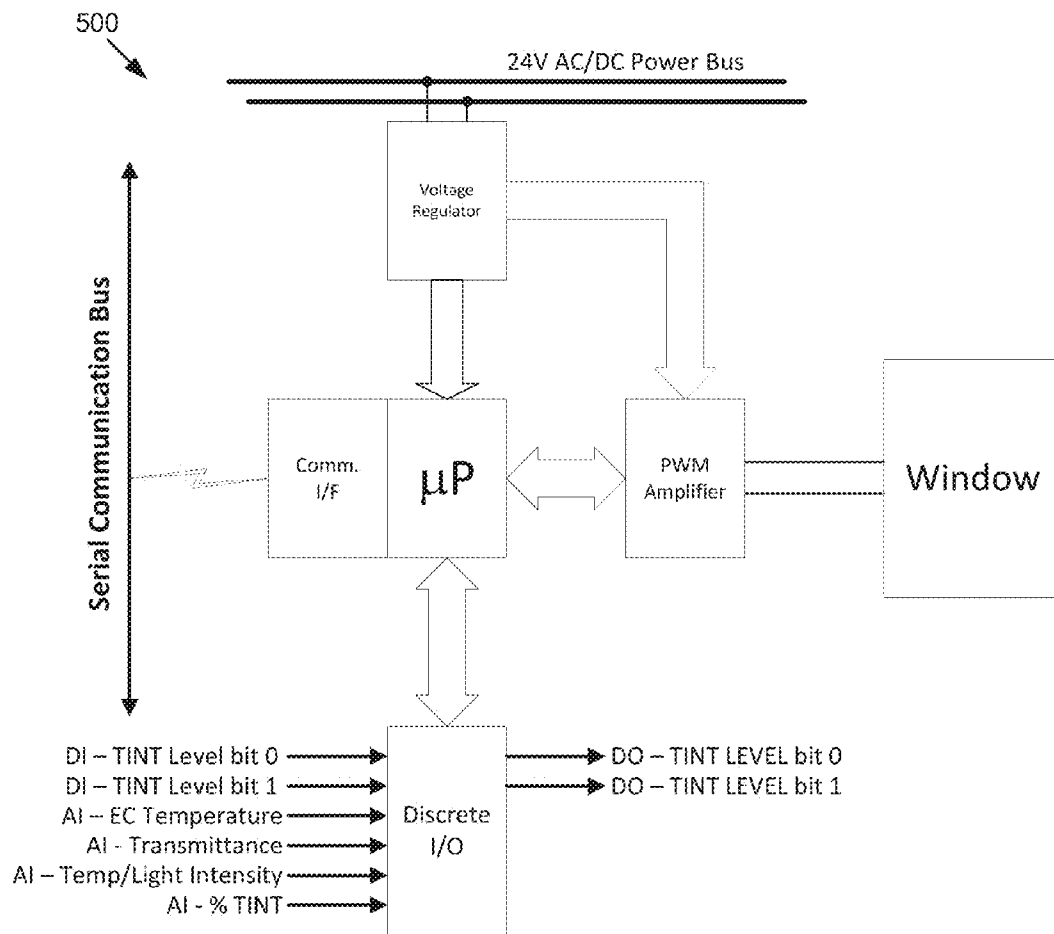 500
24V AC/DC Power Bus
Voltage
Regulator
Serial Communication Bus
Comm.
I/F
µP
PWM
Amplifier
Window
DI – TINT Level bit 0
DI – TINT Level bit 1
AI – EC Temperature
AI - Transmittance
AI – Temp/Light Intensity
AI - % TINT
Discrete
I/O
DO – TINT LEVEL bit 0
DO – TINT LEVEL bit 1